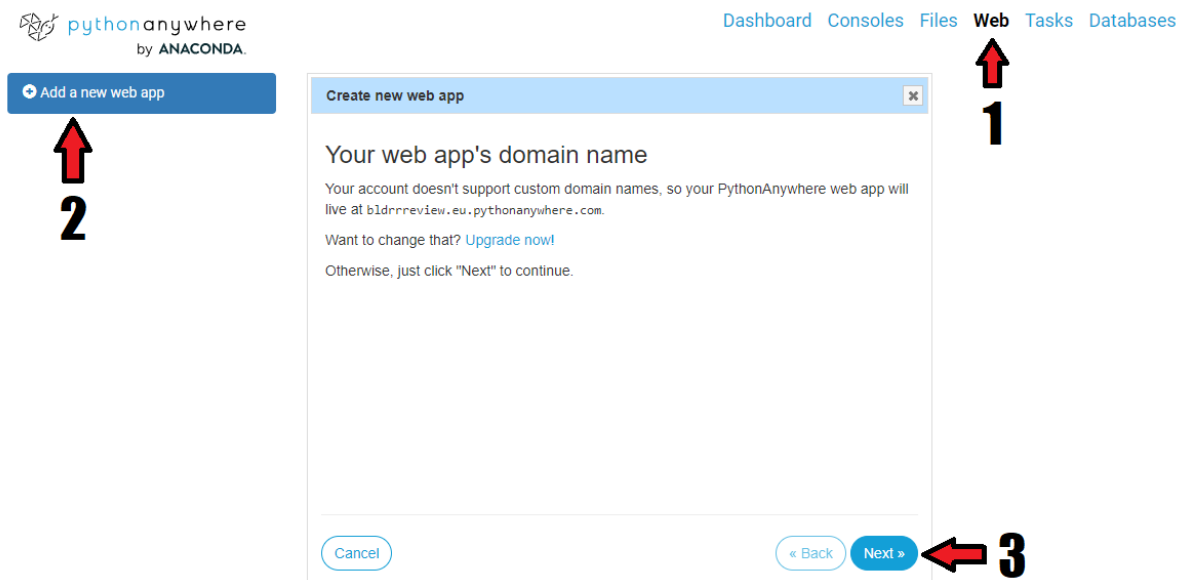 pythonanywhere
by ANACONDA.
Dashboard Consoles Files Web Tasks Databases
1
Add a new web app
2
Create new web app
Your web app's domain name
Your account doesn't support custom domain names, so your PythonAnywhere web app will
live at bldrrreview.eu.pythonanywhere.com.
Want to change that? Upgrade now!
Otherwise, just click "Next" to continue.
Cancel
« Back
Next »
3